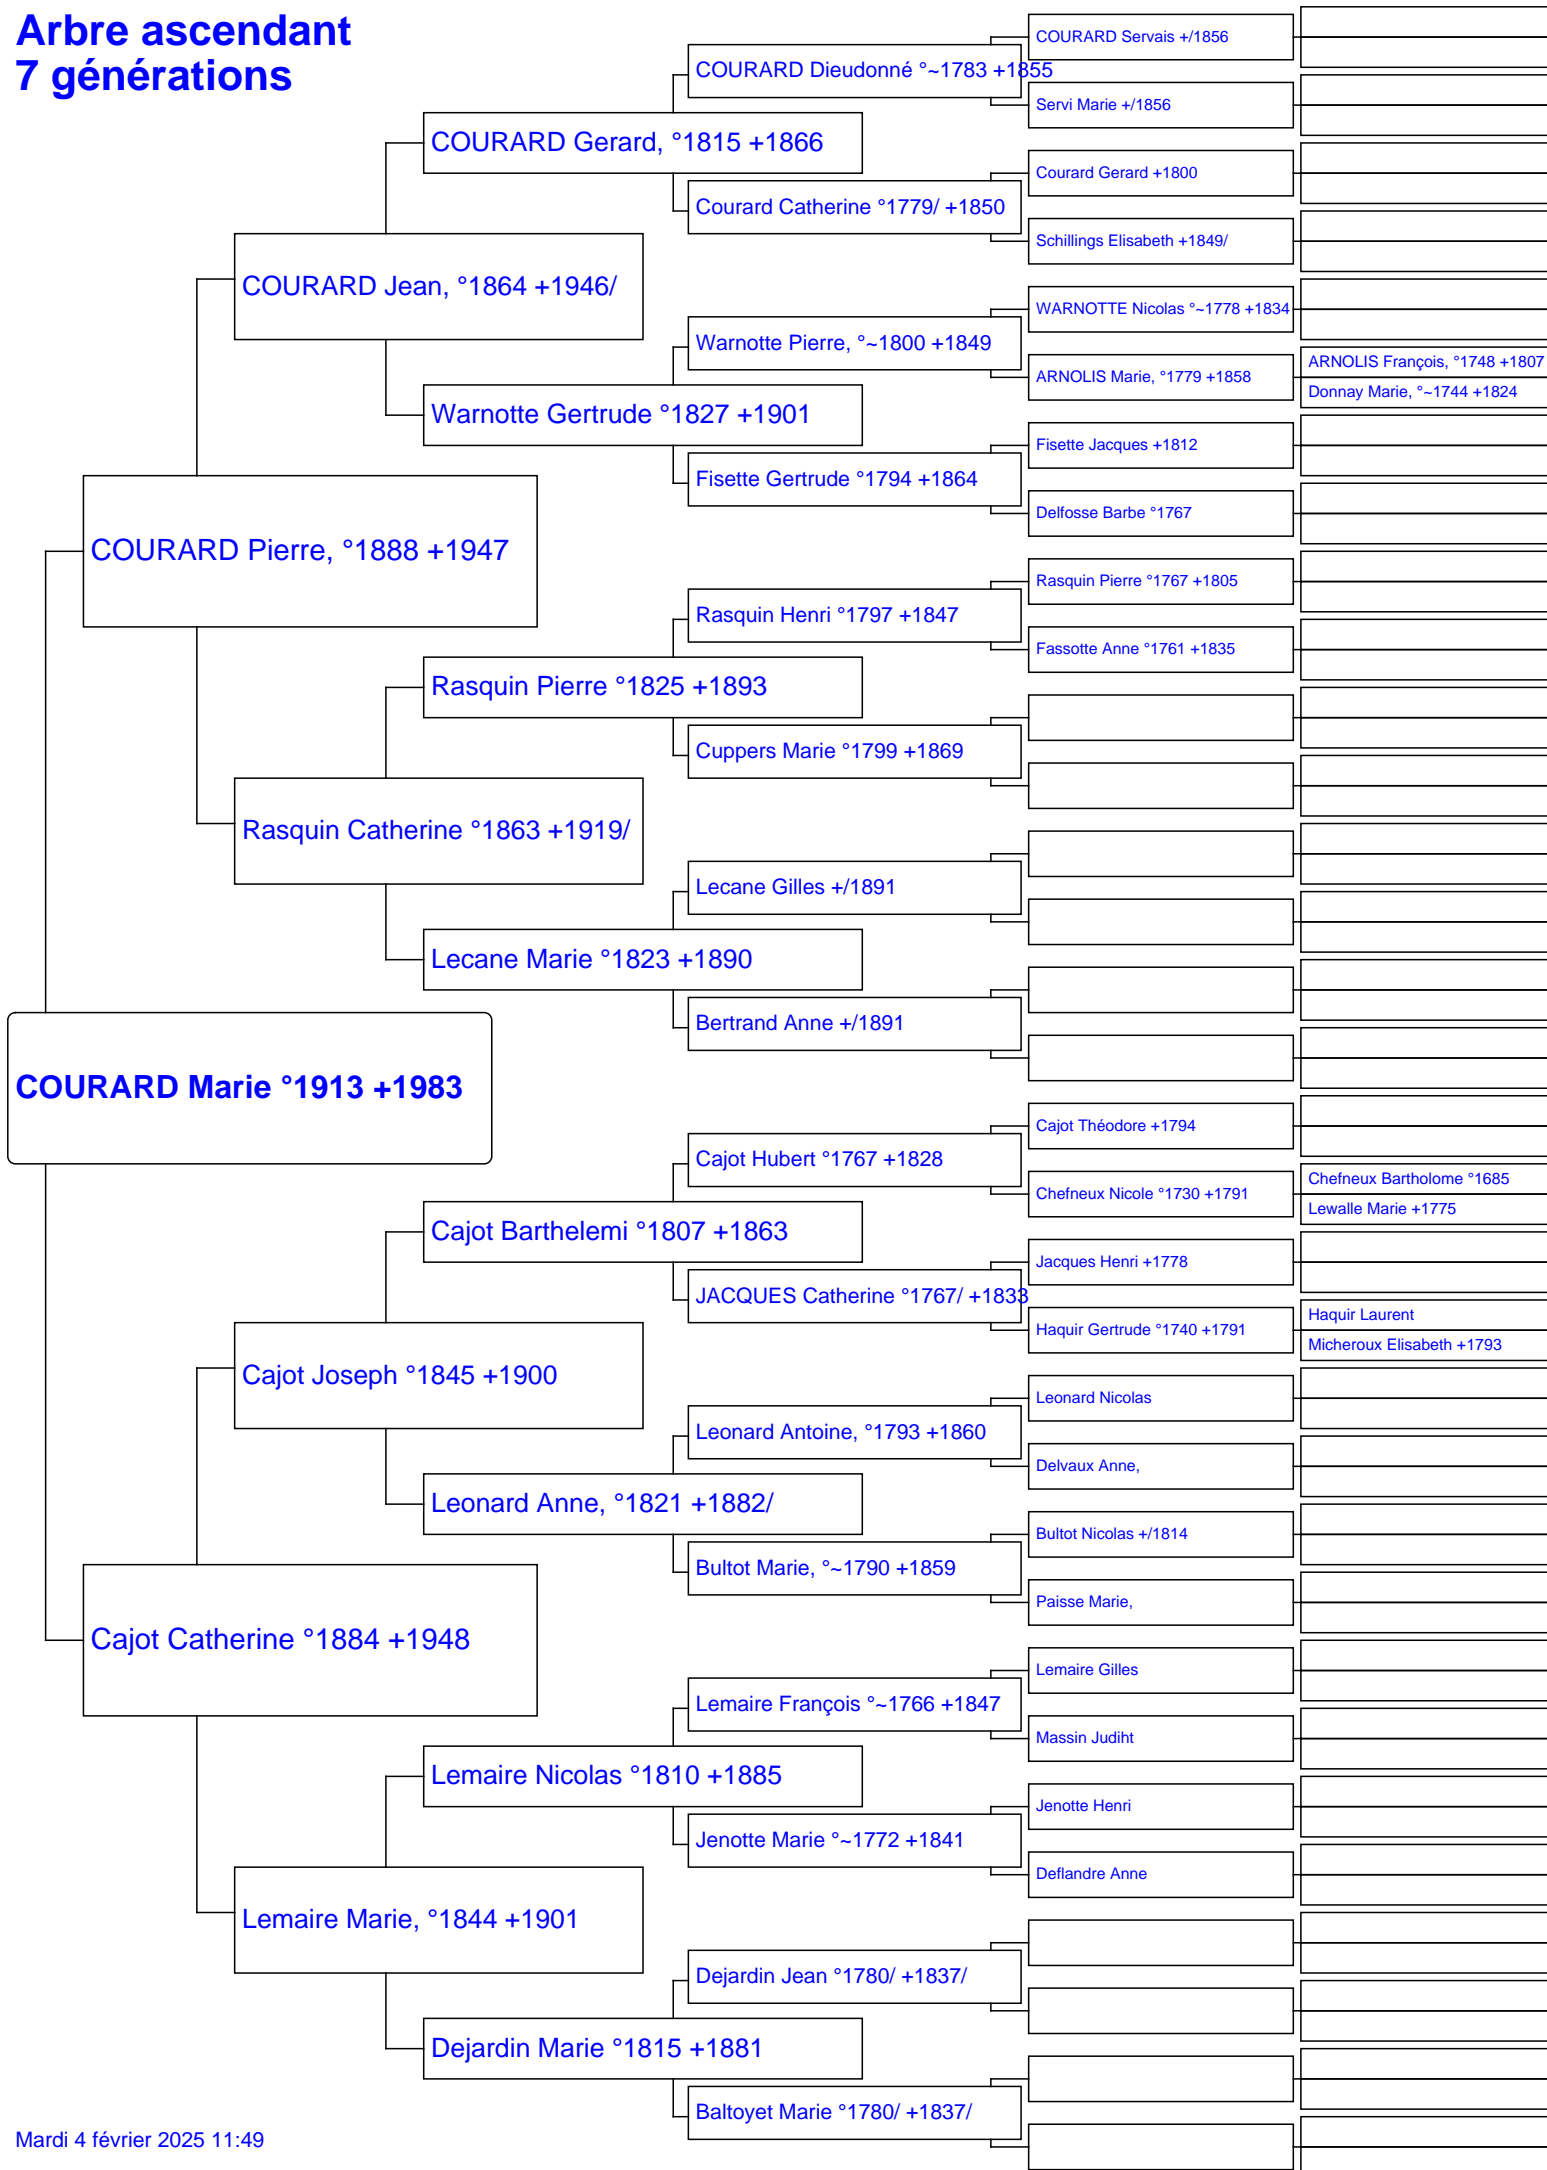 Arbre ascendant
7 générations
COURARD Marie °1913 +1983
COURARD Pierre, °1888 +1947
Cajot Catherine °1884 +1948
COURARD Jean, °1864 +1946/
Rasquin Catherine °1863 +1919/
Cajot Joseph °1845 +1900
Lemaire Marie, °1844 +1901
COURARD Gerard, °1815 +1866
Warnotte Gertrude °1827 +1901
Rasquin Pierre °1825 +1893
Lecane Marie °1823 +1890
Cajot Barthelemi °1807 +1863
Leonard Anne, °1821 +1882/
Lemaire Nicolas °1810 +1885
Dejardin Marie °1815 +1881
COURARD Dieudonné °~1783 +1855
Courard Catherine °1779/ +1850
Warnotte Pierre, °~1800 +1849
Fisette Gertrude °1794 +1864
Rasquin Henri °1797 +1847
Cuppers Marie °1799 +1869
Lecane Gilles +/1891
Bertrand Anne +/1891
Cajot Hubert °1767 +1828
JACQUES Catherine °1767/ +1833
Leonard Antoine, °1793 +1860
Bultot Marie, °~1790 +1859
Lemaire François °~1766 +1847
Jenotte Marie °~1772 +1841
Dejardin Jean °1780/ +1837/
Baltoyet Marie °1780/ +1837/
COURARD Servais +/1856
Servi Marie +/1856
Courard Gerard +1800
Schillings Elisabeth +1849/
WARNOTTE Nicolas °~1778 +1834
ARNOLIS Marie, °1779 +1858
Fisette Jacques +1812
Delfosse Barbe °1767
Rasquin Pierre °1767 +1805
Fassotte Anne °1761 +1835
Cajot Théodore +1794
Chefneux Nicole °1730 +1791
Jacques Henri +1778
Haquir Gertrude °1740 +1791
Leonard Nicolas
Delvaux Anne,
Bultot Nicolas +/1814
Paisse Marie,
Lemaire Gilles
Massin Judiht
Jenotte Henri
Deflandre Anne
ARNOLIS François, °1748 +1807
Donnay Marie, °~1744 +1824
Chefneux Bartholome °1685
Lewalle Marie +1775
Haquir Laurent
Micheroux Elisabeth +1793
Mardi 4 février 2025 11:49